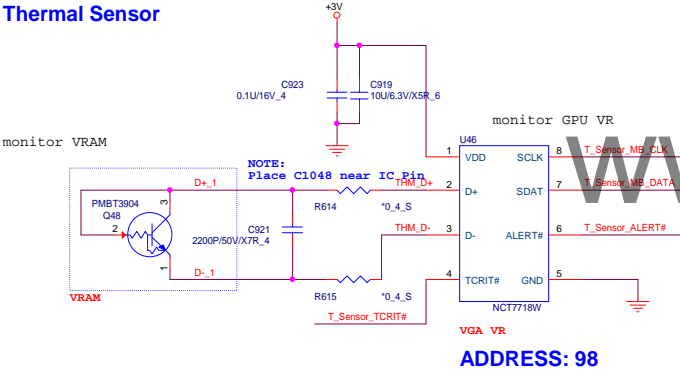 Thermal Sensor
+3V
C923
0.1U/16V_4
C919
10U/6.3V/X5R_6
monitor GPU VR
monitor VRAM
NOTE:
Place C1048 near IC Pin
U46
1
VDD
SCLK
8
T_Sensor_MB_CLK
D+_1
THM_D+
2
D+
SDAT
7
T_Sensor_MB_DATA
PMBT3904
Q48
3
2
1
R614
*0_4_S
C921
2200P/50V/X7R_4
THM_D-
3
D-
ALERT#
6
T_Sensor_ALERT#
D-_1
4
TCRIT#
GND
5
VRAM
R615
*0_4_S
T_Sensor_TCRIT#
NCT7718W
VGA VR
ADDRESS: 98